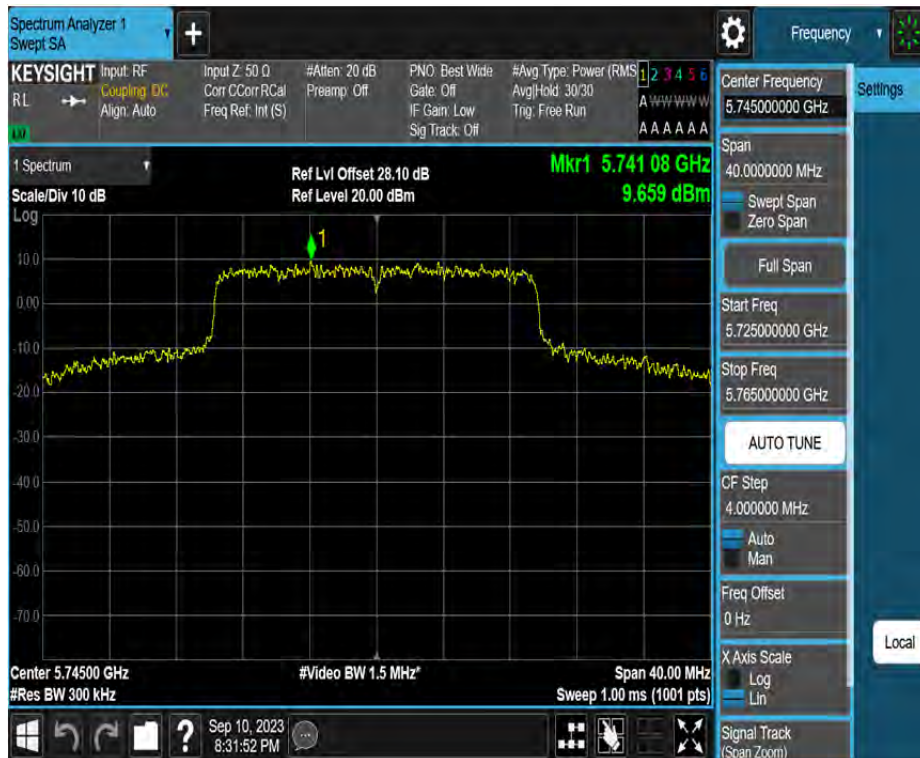 Spectrum Analyzer 1
Swept SA
+
Frequency
KEYSIGHT
RL
LXI
Input: RF
Coupling: DC
Align: Auto
Input Z: 50 Ω
Corr CCorr RCal
Freq Ref: Int (S)
#Atten: 20 dB
Preamp: Off
PNO: Best Wide
Gate: Off
IF Gain: Low
Sig Track: Off
#Avg Type: Power (RMS
Avg|Hold: 30/30
Trig: Free Run
1 2 3 4 5 6
A W W W W W
A A A A A A
Center Frequency
5.745000000 GHz
Settings
Span
40.0000000 MHz
Swept Span
Zero Span
Full Span
Start Freq
5.725000000 GHz
Stop Freq
5.765000000 GHz
AUTO TUNE
CF Step
4.000000 MHz
Auto
Man
Freq Offset
0 Hz
X Axis Scale
Log
Lin
Signal Track
(Span Zoom)
Local
1 Spectrum
Scale/Div 10 dB
Ref Lvl Offset 28.10 dB
Ref Level 20.00 dBm
Mkr1 5.741 08 GHz
9.659 dBm
Log
1
10.0
0.00
-10.0
-20.0
-30.0
-40.0
-50.0
-60.0
-70.0
Center 5.74500 GHz
#Res BW 300 kHz
#Video BW 1.5 MHz*
Span 40.00 MHz
Sweep 1.00 ms (1001 pts)
?
Sep 10, 2023
8:31:52 PM